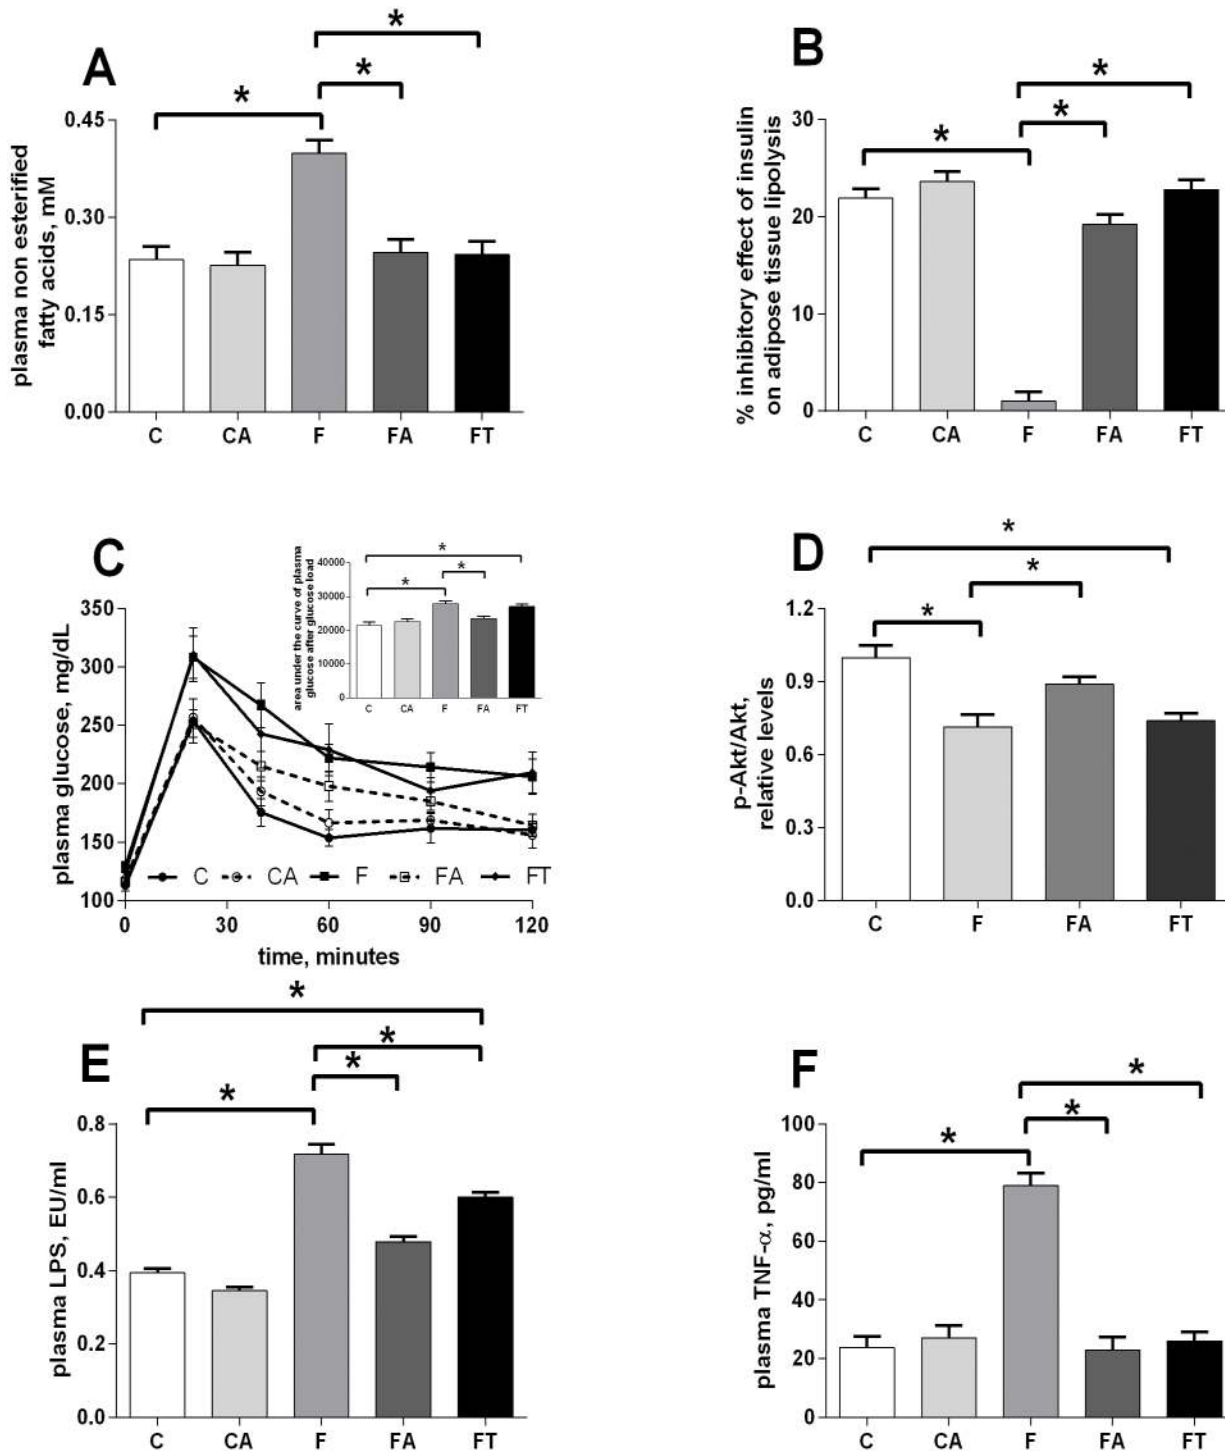 A
*
*
*
plasma non esterified
fatty acids, mM
0.45
0.30
0.15
0.00
C CA F FA FT
B
*
*
*
% inhibitory effect of insulin
on adipose tissue lipolysis
30
20
10
0
C CA F FA FT
C
plasma glucose, mg/dL
350
300
250
200
150
100
0 30 60 90 120
time, minutes
C CA F FA FT
area under the curve of plasma
glucose after glucose load
40000
30000
20000
10000
0
*
*
*
C CA F FA FT
D
*
*
*
p-Akt/Akt,
relative levels
1.2
0.9
0.6
0.3
0.0
C F FA FT
E
*
*
*
*
plasma LPS, EU/ml
0.8
0.6
0.4
0.2
0.0
C CA F FA FT
F
*
*
*
plasma TNF-α, pg/ml
100
80
60
40
20
0
C CA F FA FT